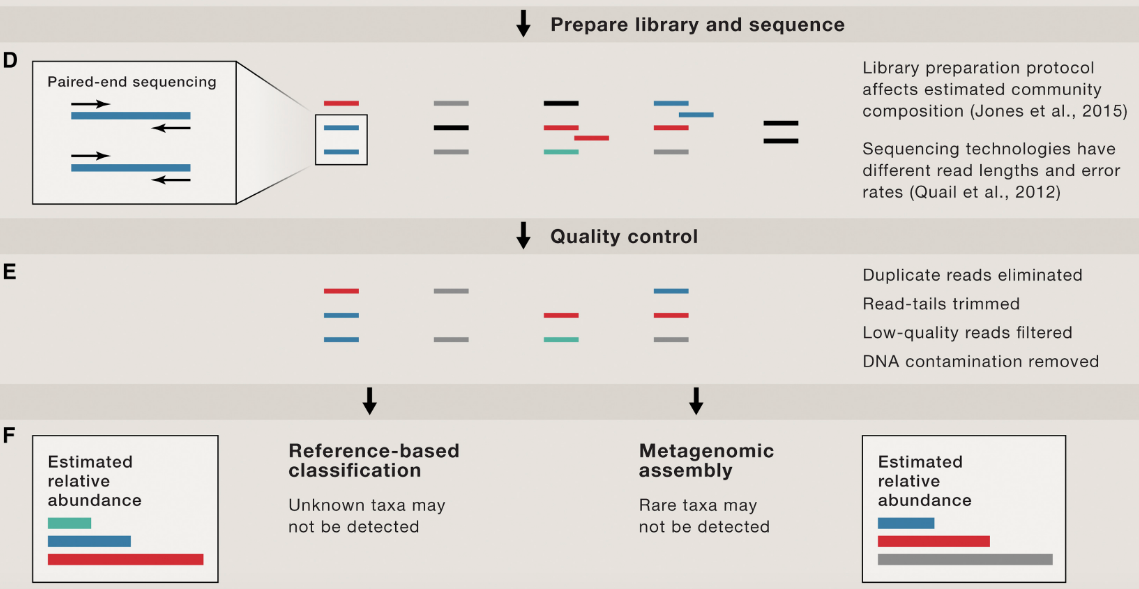 Prepare library and sequence
D
Paired-end sequencing
Library preparation protocol
affects estimated community
composition (Jones et al., 2015)
Sequencing technologies have
different read lengths and error
rates (Quail et al., 2012)
Quality control
E
Duplicate reads eliminated
Read-tails trimmed
Low-quality reads filtered
DNA contamination removed
F
Estimated
relative
abundance
Reference-based
classification
Unknown taxa may
not be detected
Metagenomic
assembly
Rare taxa may
not be detected
Estimated
relative
abundance